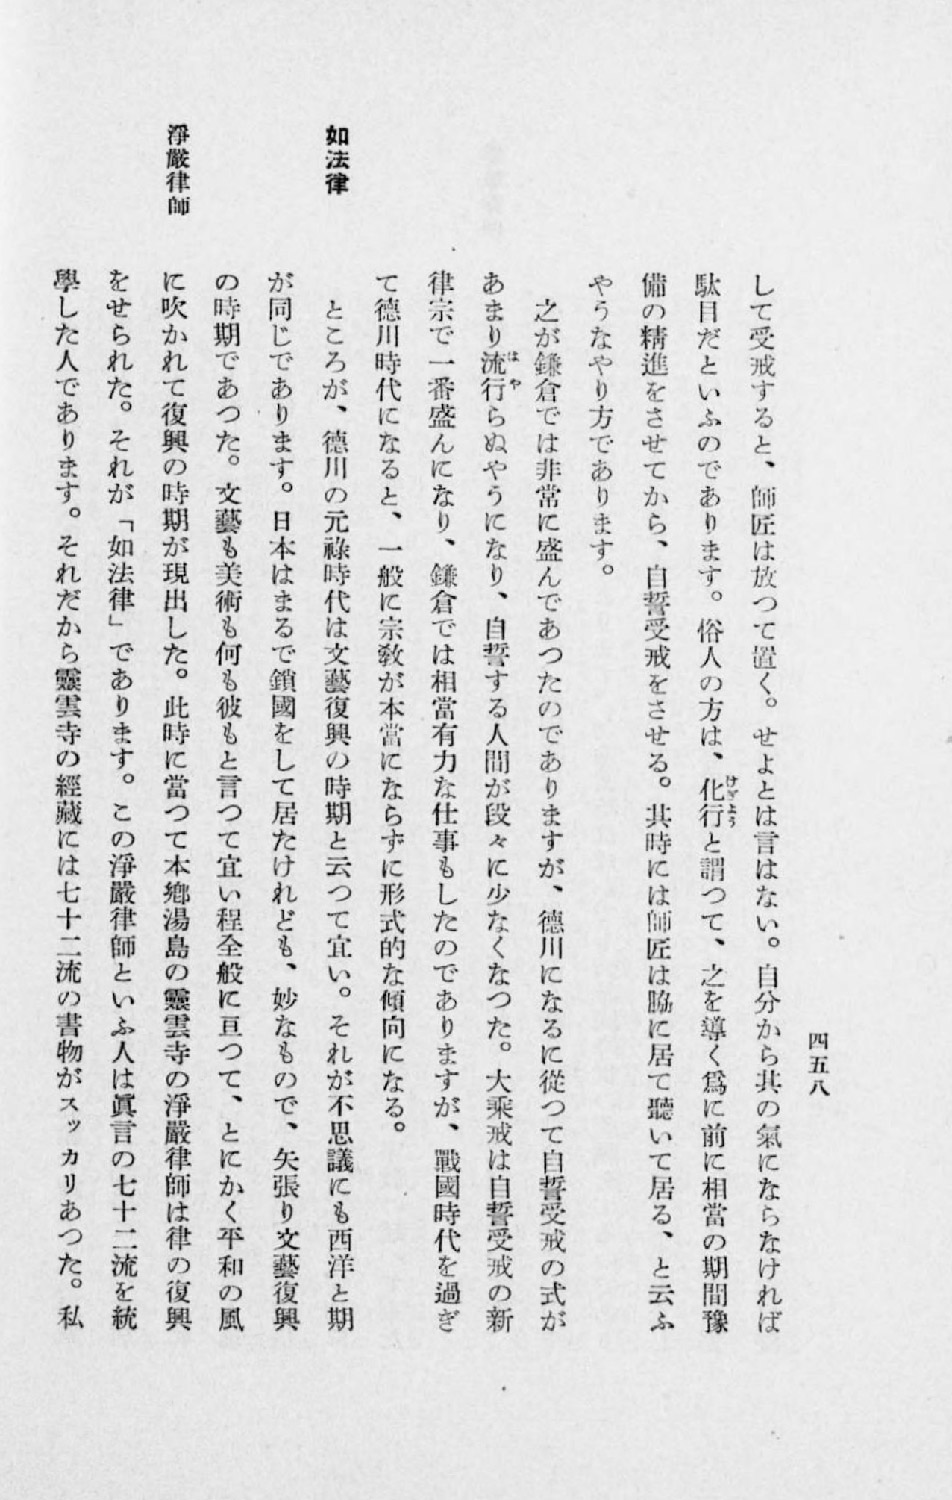 四五八
して受戒すると、師匠は放つて置く。せよとは言はない。自分から其の氣にならなければ
駄目だといふのであります。俗人の方は、化行と謂つて、之を導く爲に前に相當の期間豫
けぎよう
備の精進をさせてから、自誓受戒をさせる。其時には師匠は脇に居て聽いて居る、と云ふ
やうなやり方であります。
之が鎌倉では非常に盛んであつたのでありますが、德川になるに從つて自誓受戒の式が
あまり流行らぬやうになり、自誓する人間が段々に少なくなつた。大乘戒は自誓受戒の新
はや
律宗で一番盛んになり、鎌倉では相當有力な仕事もしたのでありますが、戰國時代を過ぎ
て德川時代になると、一般に宗敎が本當にならずに形式的な傾向になる。
如法律
ところが、德川の元祿時代は文藝復興の時期と云つて宜い。それが不思議にも西洋と期
が同じであります。日本はまるで鎖國をして居たけれども、妙なもので、矢張り文藝復興
の時期であつた。文藝も美術も何も彼もと言つて宜い程全般に亘つて、とにかく平和の風
淨嚴律師
に吹かれて復興の時期が現出した。此時に當つて本鄕湯島の靈雲寺の淨嚴律師は律の復興
をせられた。それが「如法律」であります。この淨嚴律師といふ人は眞言の七十二流を統
學した人であります。それだから靈雲寺の經藏には七十二流の書物がスッカリあつた。私